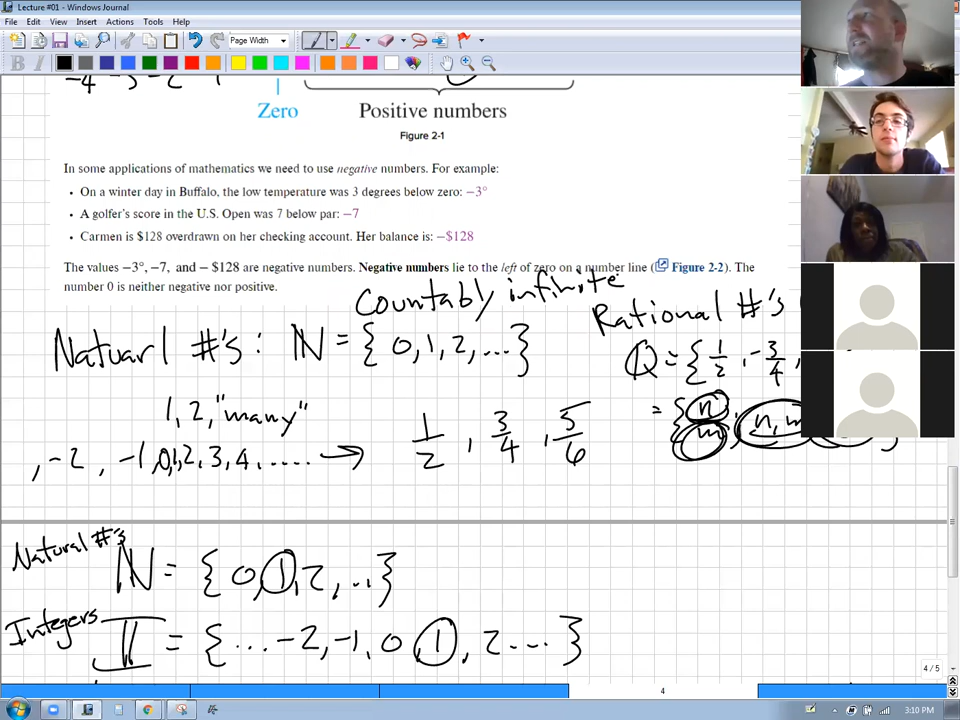 Lecture #01 - Windows Journal
File Edit View Insert Actions Tools Help
Page Width
B I
-4 -3 -2
Zero
Positive numbers
Figure 2-1
In some applications of mathematics we need to use negative numbers. For example:
• On a winter day in Buffalo, the low temperature was 3 degrees below zero: −3°
• A golfer's score in the U.S. Open was 7 below par: −7
• Carmen is $128 overdrawn on her checking account. Her balance is: −$128
The values −3°, −7, and − $128 are negative numbers. Negative numbers lie to the left of zero on a number line (Figure 2-2). The
number 0 is neither negative nor positive.
Countably infinite
Rational #'s
Natuarl #'s: ℕ = { 0, 1, 2, ... }
ℚ = { 1/2, -3/4,
1, 2, "many"
= { n/m, n, m
, -2, -1, 0, 1, 2, 3, 4, ..... → 1/2, 3/4, 5/6
Natural #'s
ℕ = { 0, 1, 2, ... }
Integers
𝕀 = { ... -2, -1, 0, 1, 2 ... }
4 / 5
4
3:10 PM